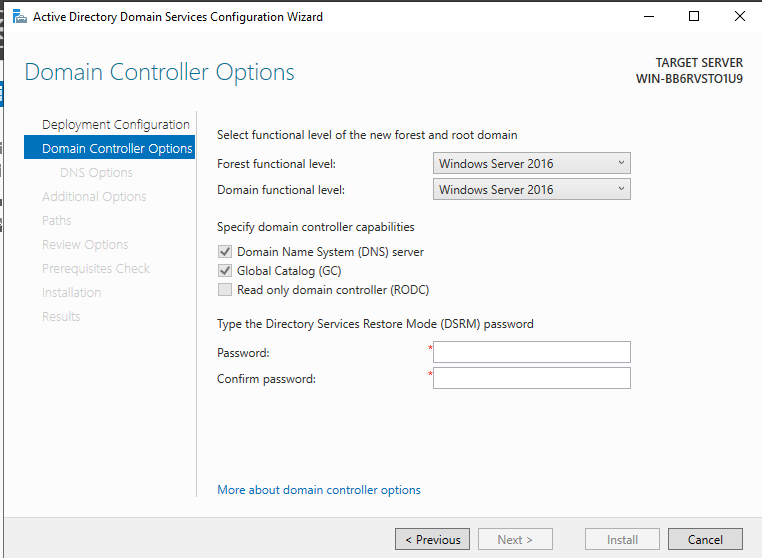 Active Directory Domain Services Configuration Wizard
Domain Controller Options
TARGET SERVER
WIN-BB6RVSTO1U9
Deployment Configuration
Domain Controller Options
DNS Options
Additional Options
Paths
Review Options
Prerequisites Check
Installation
Results
Select functional level of the new forest and root domain
Forest functional level: Windows Server 2016
Domain functional level: Windows Server 2016
Specify domain controller capabilities
Domain Name System (DNS) server
Global Catalog (GC)
Read only domain controller (RODC)
Type the Directory Services Restore Mode (DSRM) password
Password: *
Confirm password: *
More about domain controller options
< Previous Next > Install Cancel